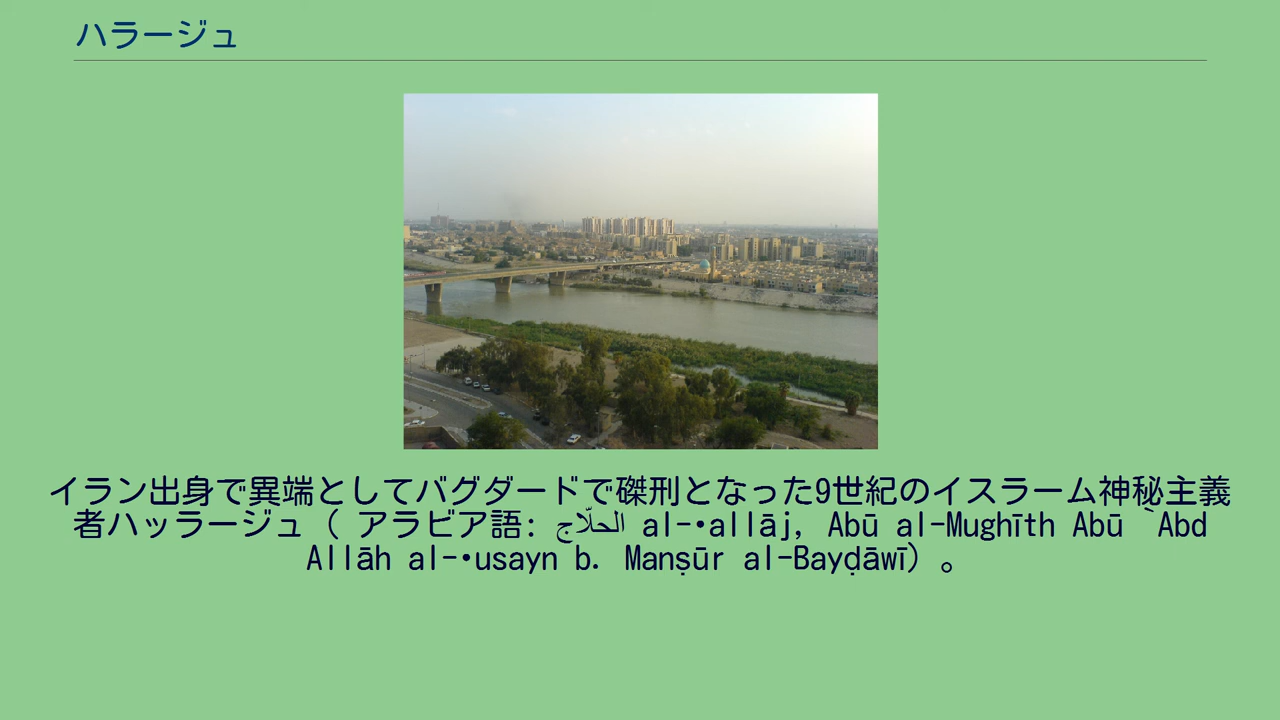 ハラージュ
イラン出身で異端としてバグダードで磔刑となった9世紀のイスラーム神秘主義
者ハッラージュ（ アラビア語: الحلّاج al-•allāj, Abū al-Mughīth Abū `Abd
Allāh al-•usayn b. Manṣūr al-Bayḍāwī）。